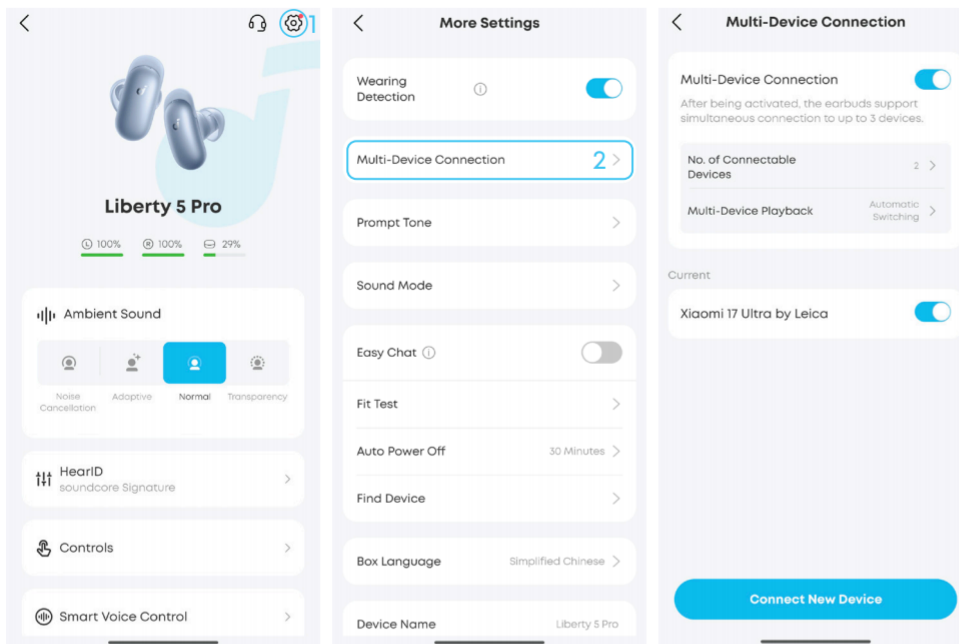 1
Liberty 5 Pro
L 100% R 100% 29%
Ambient Sound
Noise
Cancellation
Adaptive
Normal
Transparency
HearID
soundcore Signature
Controls
Smart Voice Control
More Settings
Wearing
Detection
Multi-Device Connection 2
Prompt Tone
Sound Mode
Easy Chat
Fit Test
Auto Power Off 30 Minutes
Find Device
Box Language Simplified Chinese
Device Name Liberty 5 Pro
Multi-Device Connection
Multi-Device Connection
After being activated, the earbuds support
simultaneous connection to up to 3 devices.
No. of Connectable
Devices
2
Multi-Device Playback
Automatic
Switching
Current
Xiaomi 17 Ultra by Leica
Connect New Device